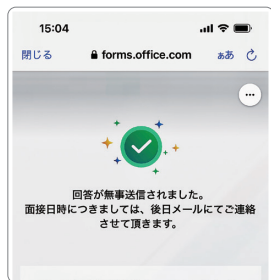 15:04
閉じる
forms.office.com
ぁあ
回答が無事送信されました。
面接日時につきましては、後日メールにてご連絡
させて頂きます。